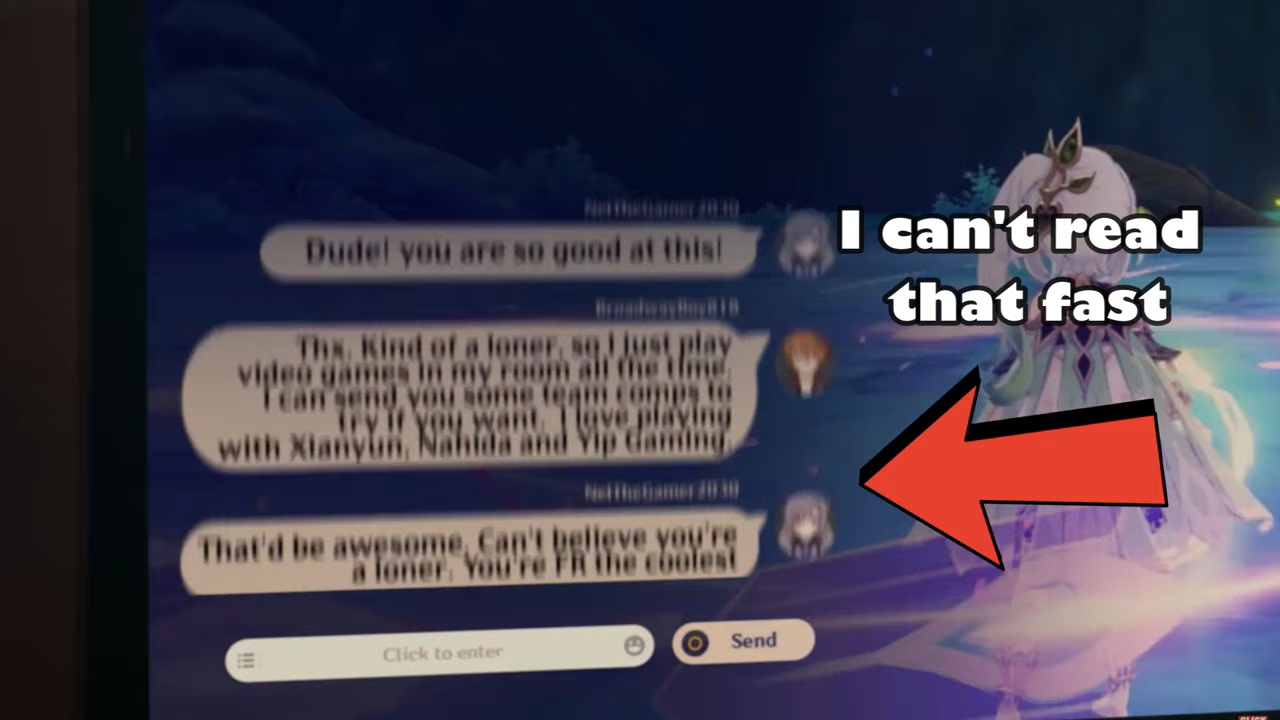 NetTheGamer2030
Dude! you are so good at this!
I can't read
that fast
BroadwayBoy818
Thx. Kind of a loner, so I just play
video games in my room all the time.
I can send you some team comps to
try if you want. I love playing
with Xianyun, Nahida and Yip Gaming.
NetTheGamer2030
That'd be awesome. Can't believe you're
a loner. You're FR the coolest
Click to enter
Send